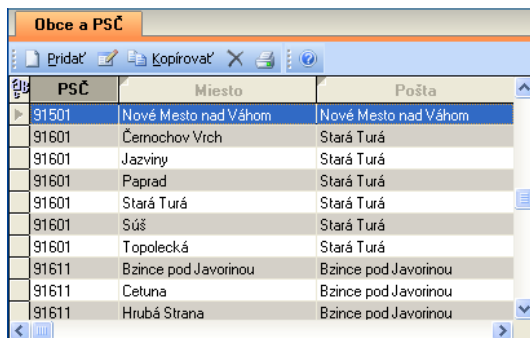 Obce a PSČ
Pridať Kopírovať
PSČ Miesto Pošta
91501 Nové Mesto nad Váhom Nové Mesto nad Váhom
91601 Černochov Vrch Stará Turá
91601 Jazviny Stará Turá
91601 Paprad Stará Turá
91601 Stará Turá Stará Turá
91601 Súš Stará Turá
91601 Topolecká Stará Turá
91611 Bzince pod Javorinou Bzince pod Javorinou
91611 Cetuna Bzince pod Javorinou
91611 Hrubá Strana Bzince pod Javorinou